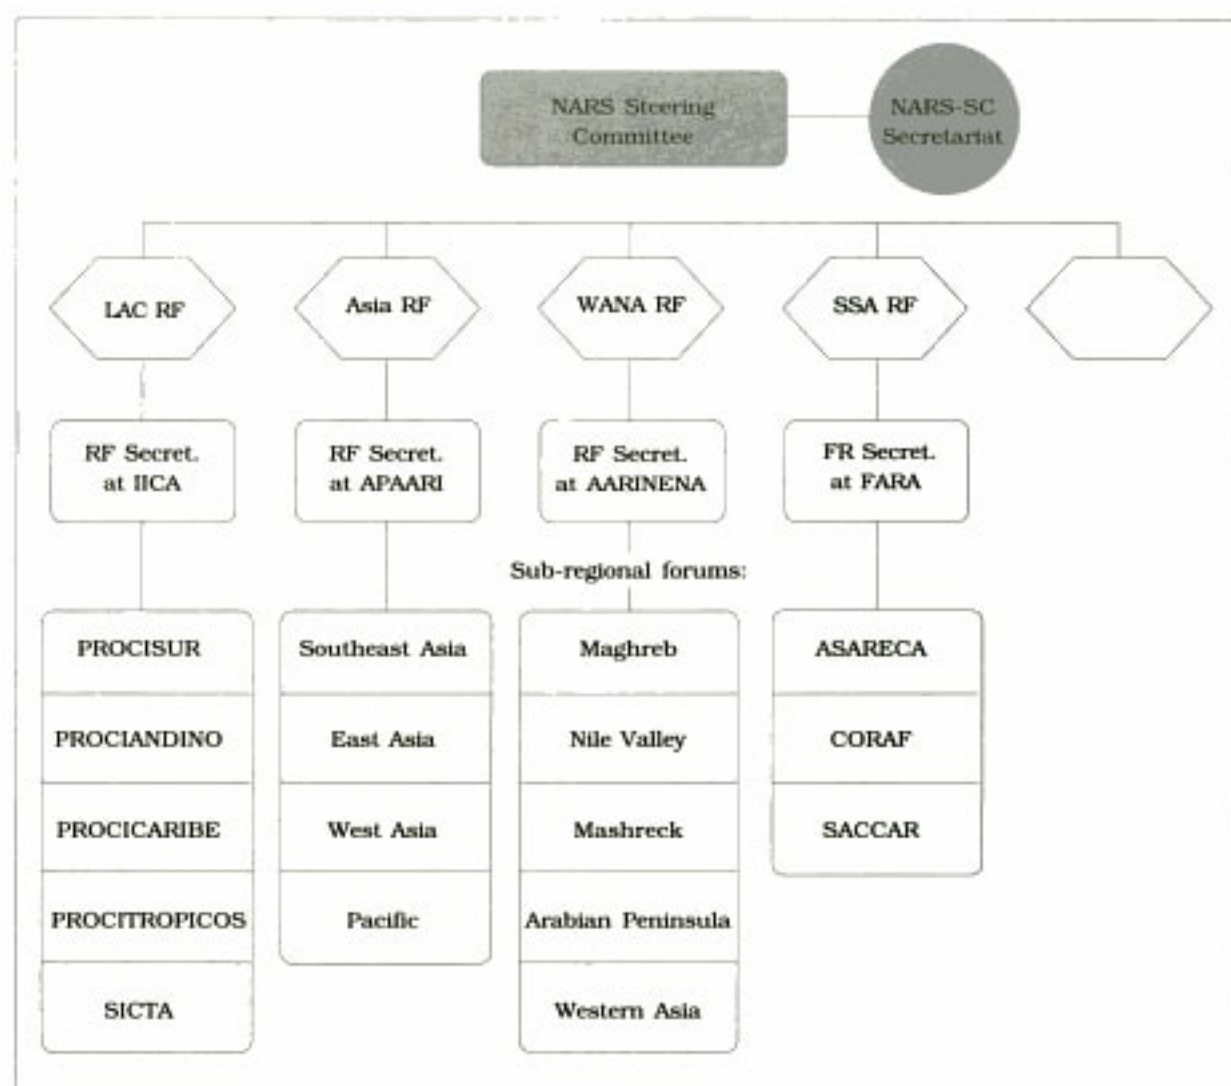 NARS Steering
Committee
NARS-SC
Secretariat
LAC RF
Asia RF
WANA RF
SSA RF
RF Secret.
at IICA
RF Secret.
at APAARI
RF Secret.
at AARINENA
FR Secret.
at FARA
Sub-regional forums:
PROCISUR
PROCIANDINO
PROCICARIBE
PROCITROPICOS
SICTA
Southeast Asia
East Asia
West Asia
Pacific
Maghreb
Nile Valley
Mashreck
Arabian Peninsula
Western Asia
ASARECA
CORAF
SACCAR